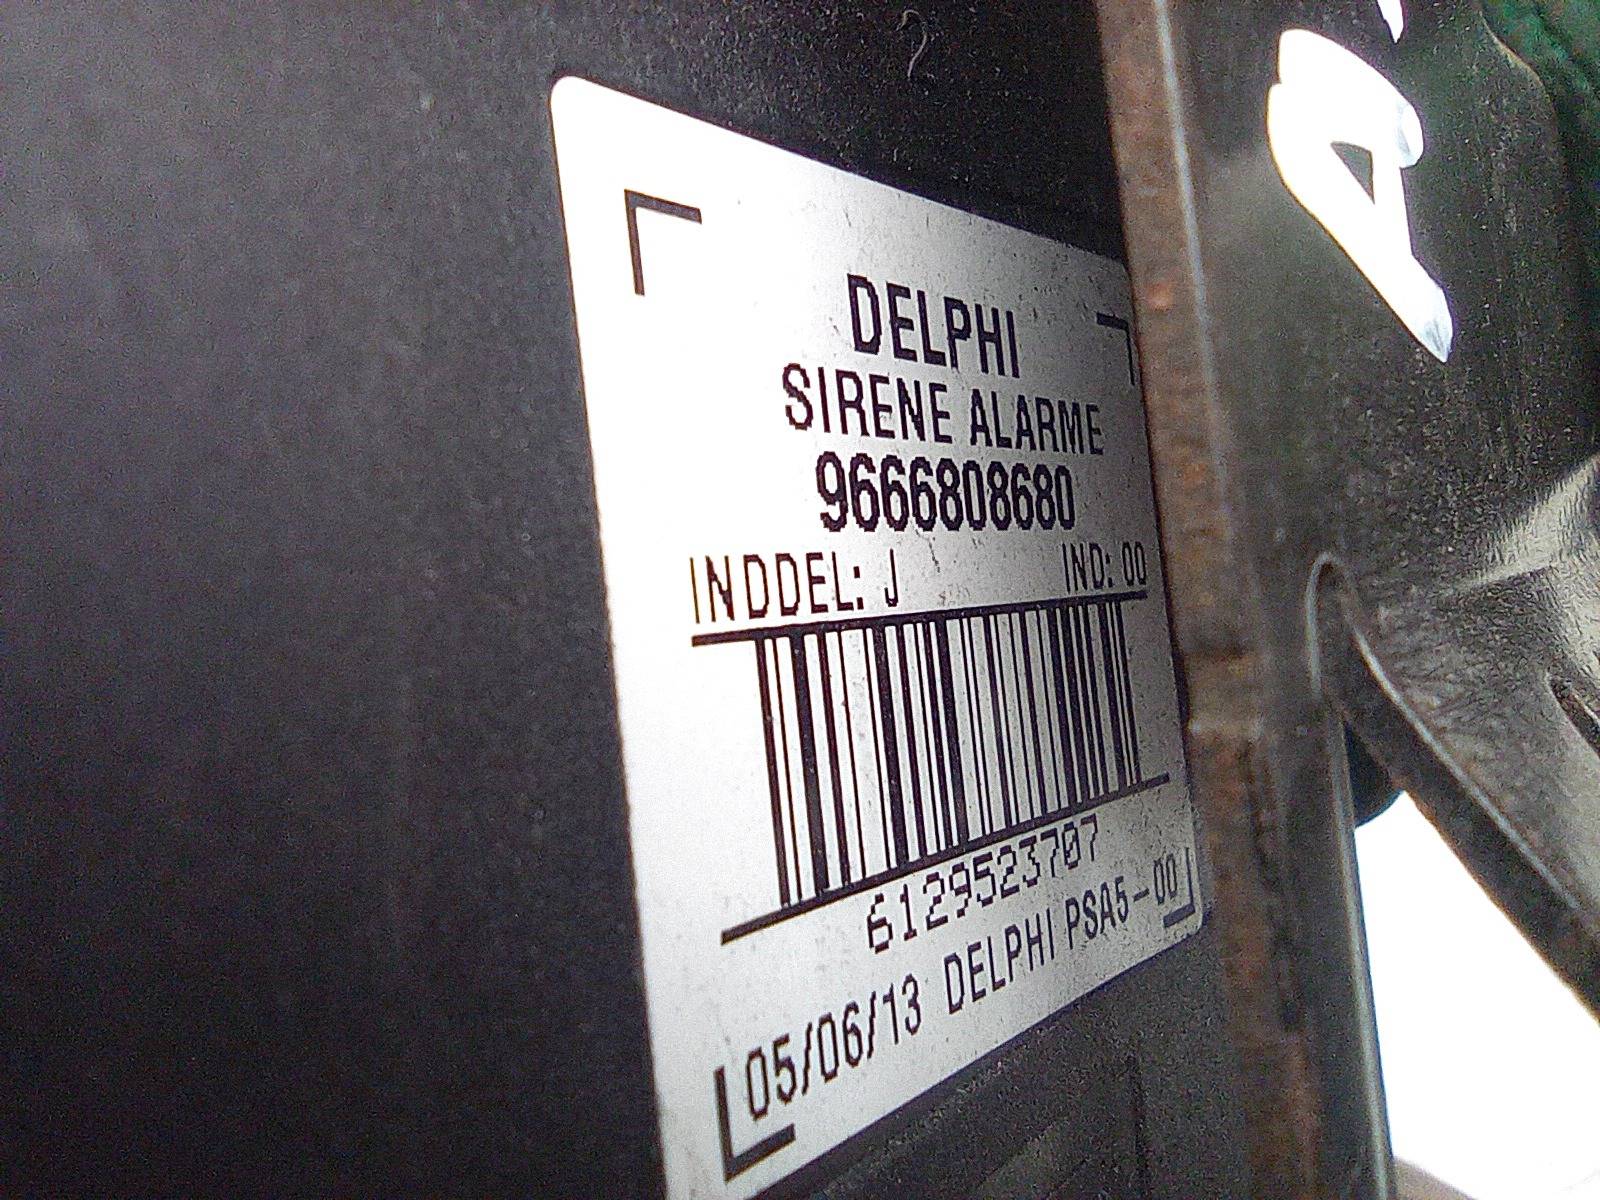 DELPHI
SIRENE ALARME
9666808680
INDDEL: J IND: 00
6129523707
05/06/13 DELPHI PSA5-00